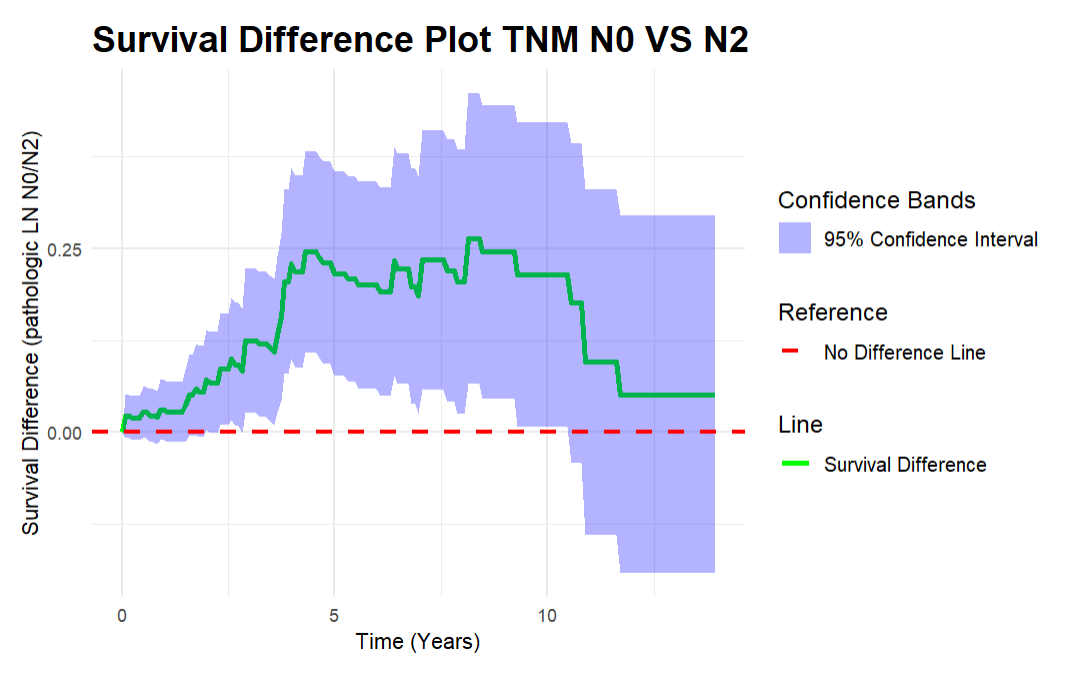 Survival Difference Plot TNM N0 VS N2
Survival Difference (pathologic LN N0/N2)
0.25
0.00
0
5
10
Time (Years)
Confidence Bands
95% Confidence Interval
Reference
No Difference Line
Line
Survival Difference